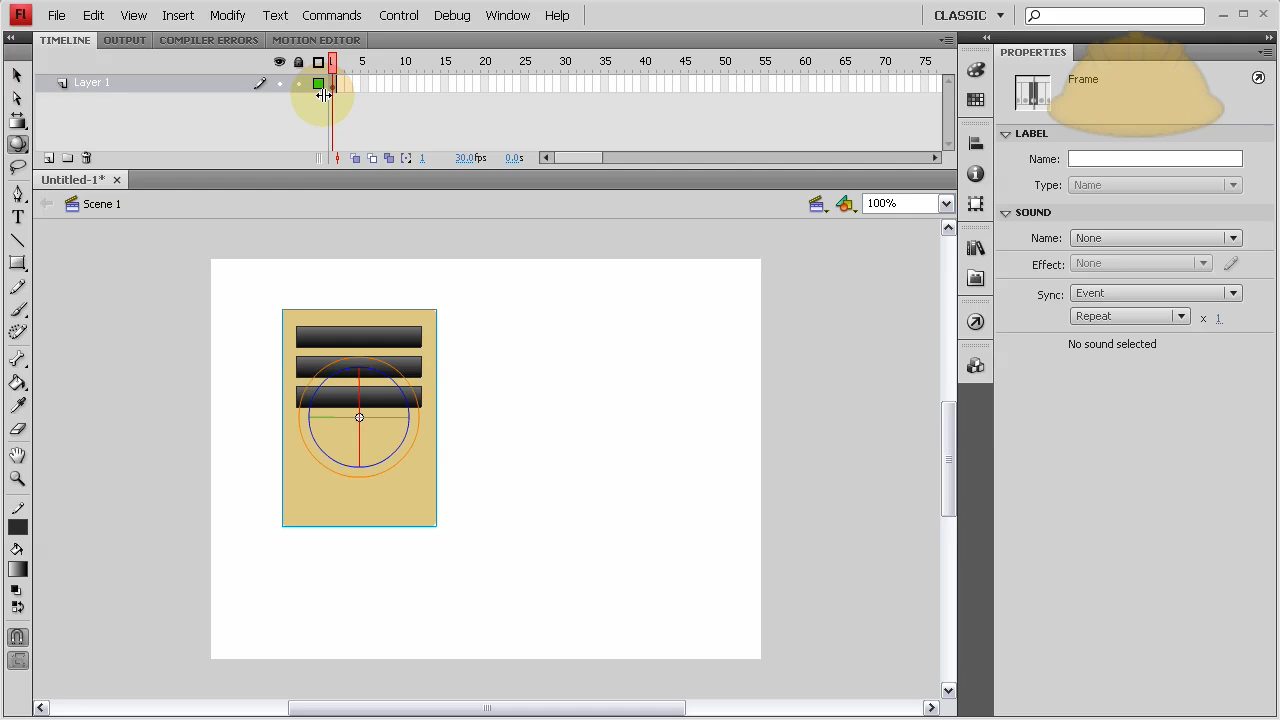 Fl File Edit View Insert Modify Text Commands Control Debug Window Help CLASSIC
TIMELINE OUTPUT COMPILER ERRORS MOTION EDITOR
PROPERTIES
1 5 10 15 20 25 30 35 40 45 50 55 60 65 70 75
Frame
Layer 1
LABEL
Name:
1 30.0fps 0.0s
Type: Name
Untitled-1*
Scene 1
100%
SOUND
Name: None
Effect: None
Sync: Event
Repeat x 1
No sound selected